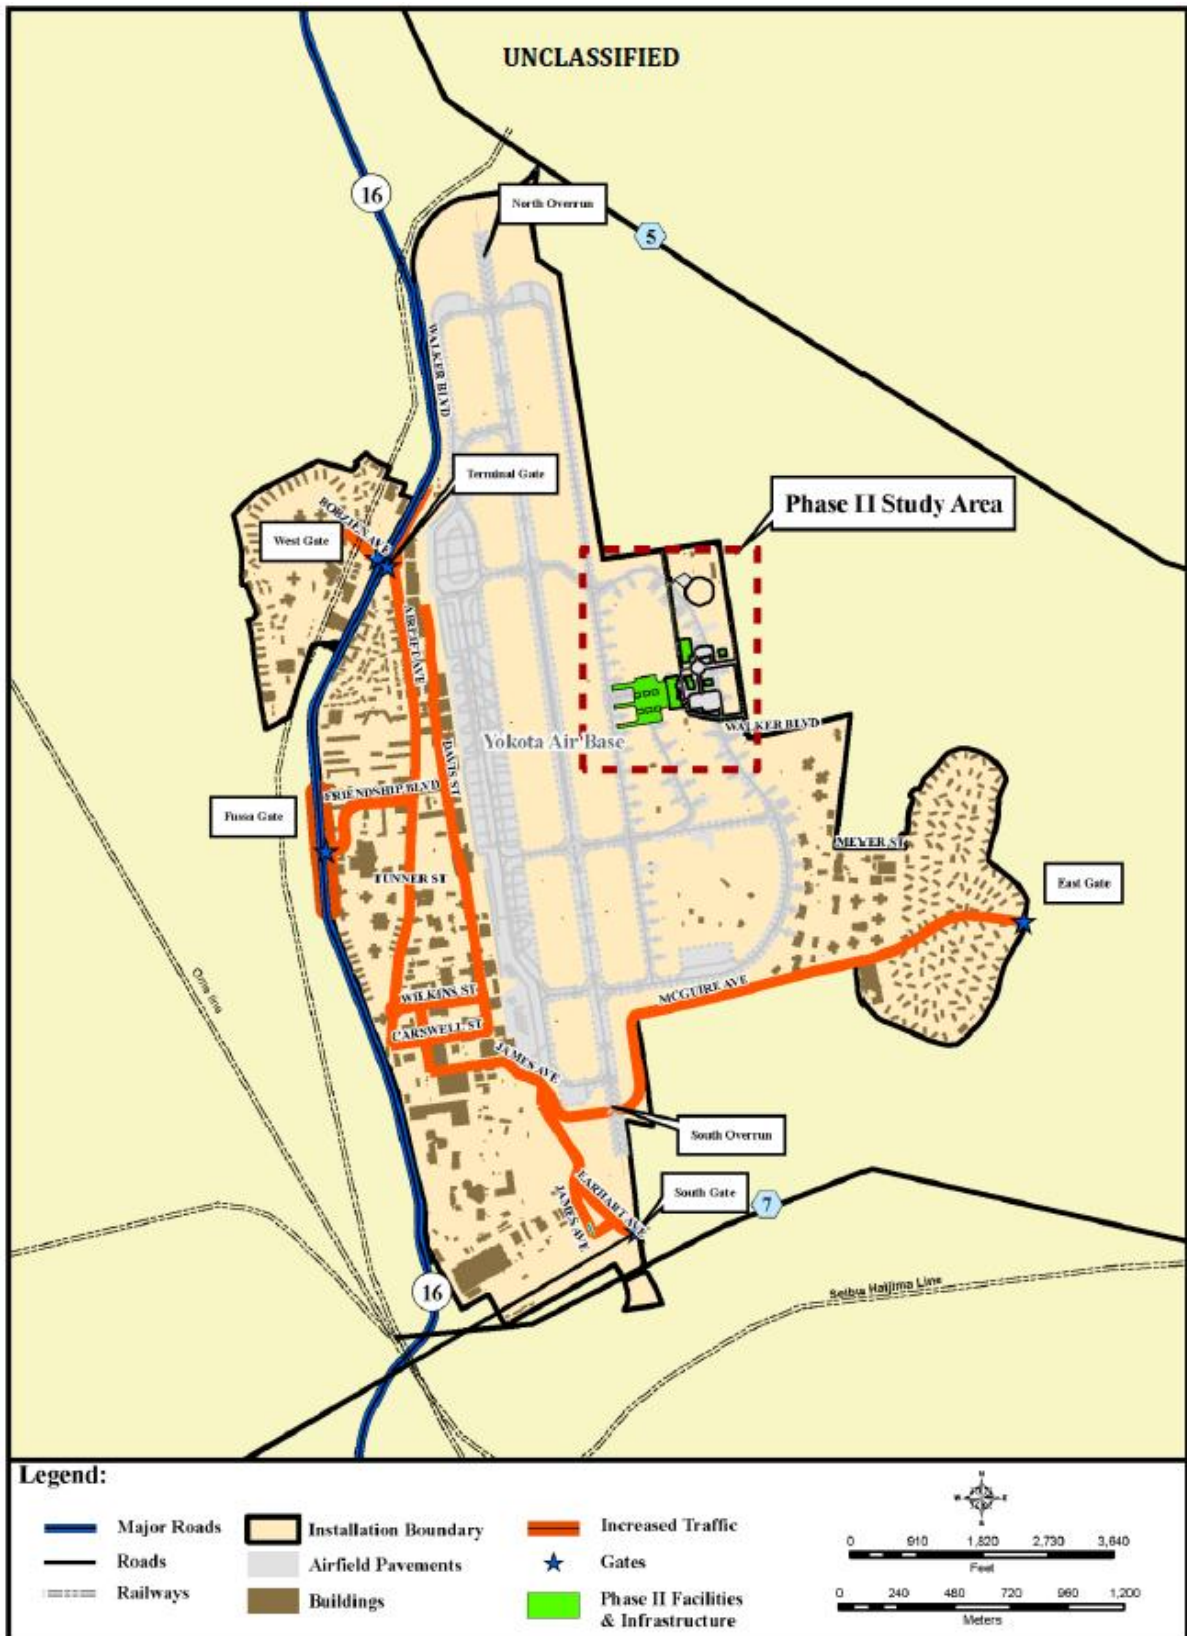 UNCLASSIFIED
16
North Overrun
5
WALKER BLVD
Terminal Gate
BOBZIEN AVE
West Gate
Phase II Study Area
AIRLIFT AVE
WALKER BLVD
DAVIS ST
Yokota Air Base
FRIENDSHIP BLVD
Fussa Gate
MEYER ST
TUNNER ST
East Gate
Ome line
WILKINS ST
MCGUIRE AVE
CARSWELL ST
JAMES AVE
South Overrun
EARHART AVE
South Gate
JAMES AVE
7
16
Seibu Haijima Line
Legend:
Major Roads
Roads
Railways
Installation Boundary
Airfield Pavements
Buildings
Increased Traffic
Gates
Phase II Facilities
& Infrastructure
N
W E
S
0 910 1,820 2,730 3,640
Feet
0 240 480 720 960 1,200
Meters